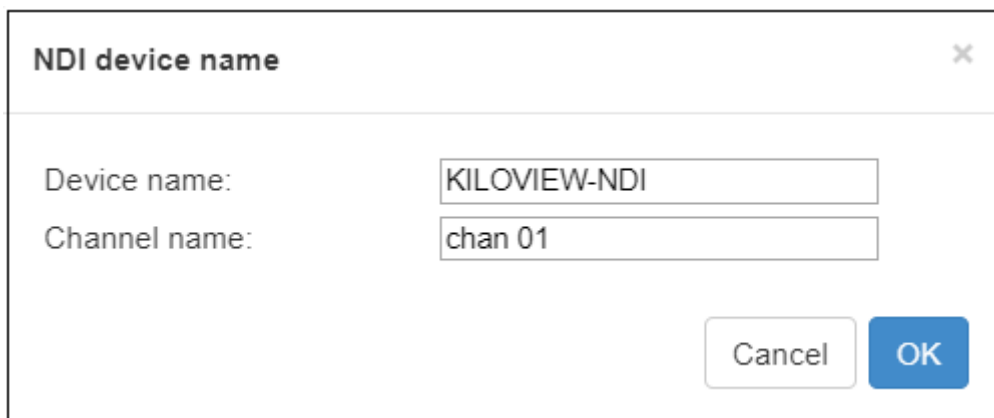 NDI device name ×
Device name: KILOVIEW-NDI
Channel name: chan 01
Cancel OK